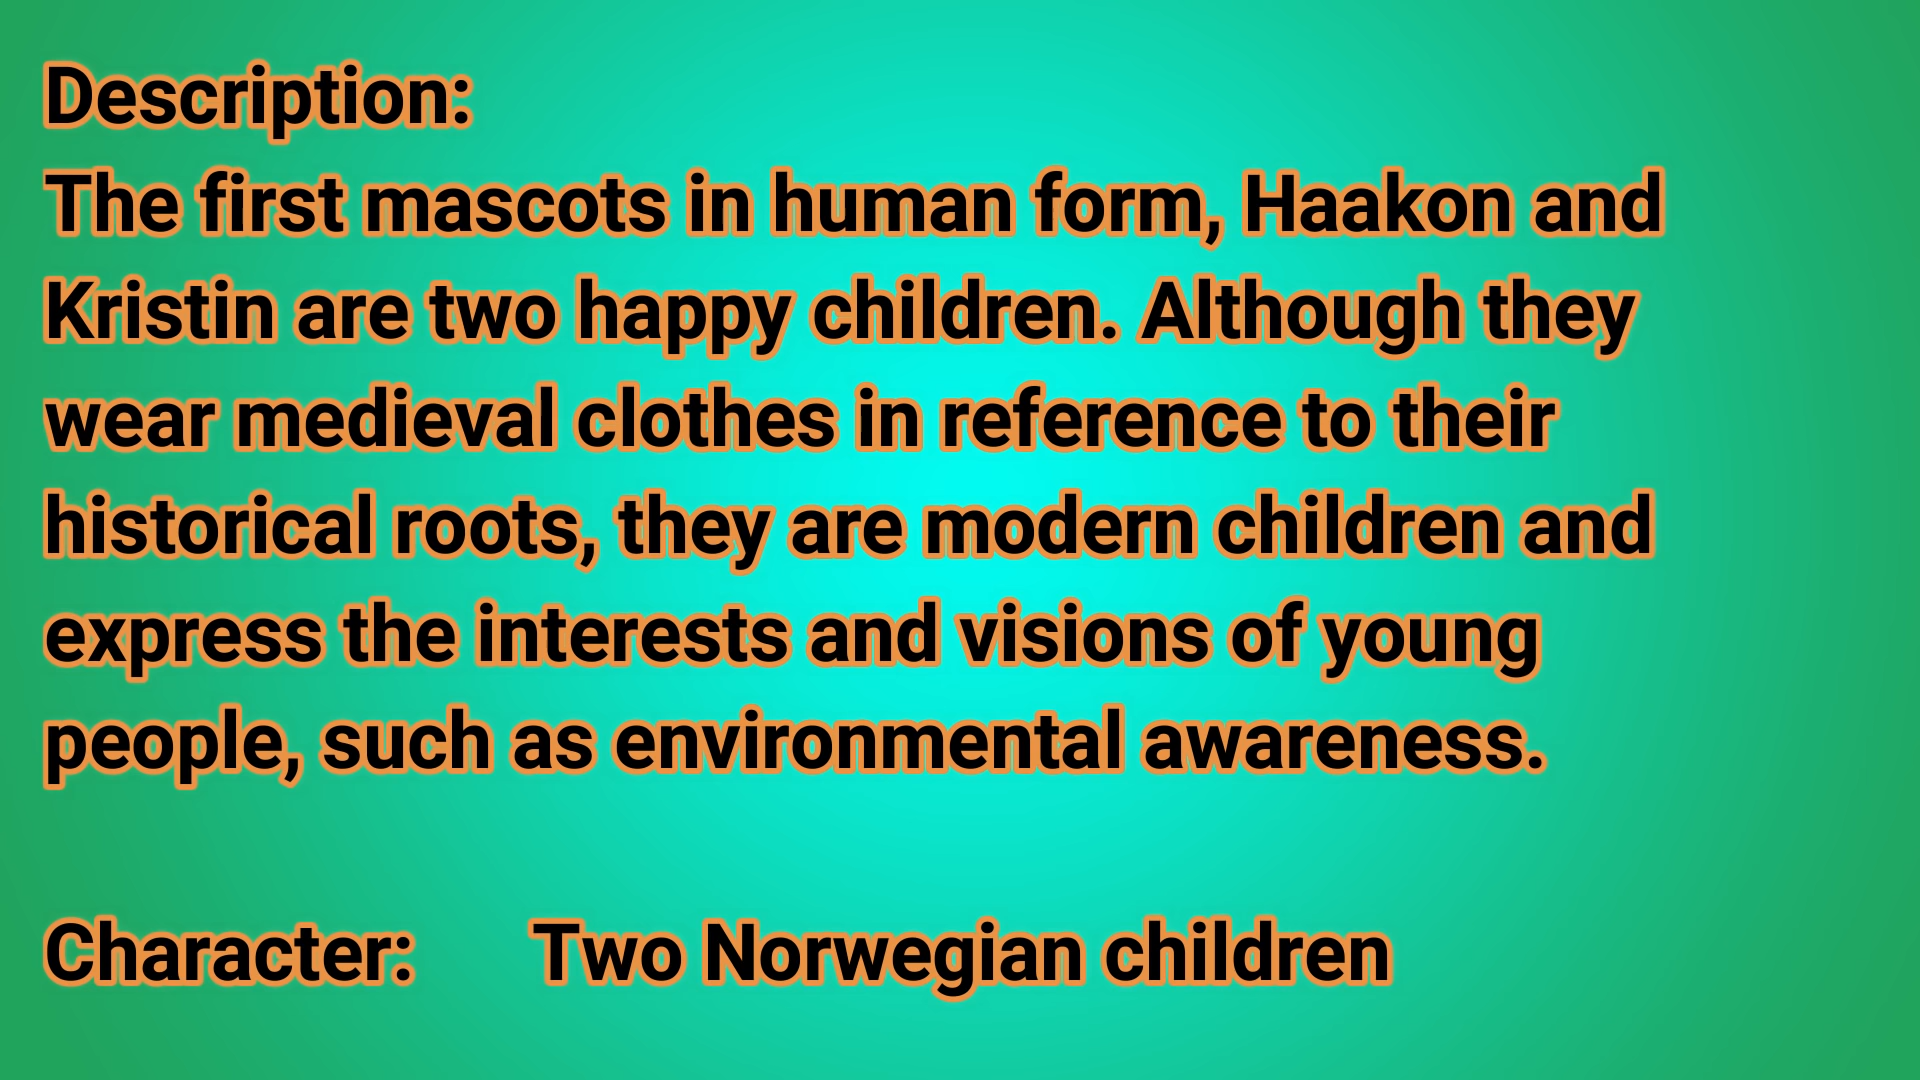 Description:
The first mascots in human form, Haakon and
Kristin are two happy children. Although they
wear medieval clothes in reference to their
historical roots, they are modern children and
express the interests and visions of young
people, such as environmental awareness.
Character: Two Norwegian children